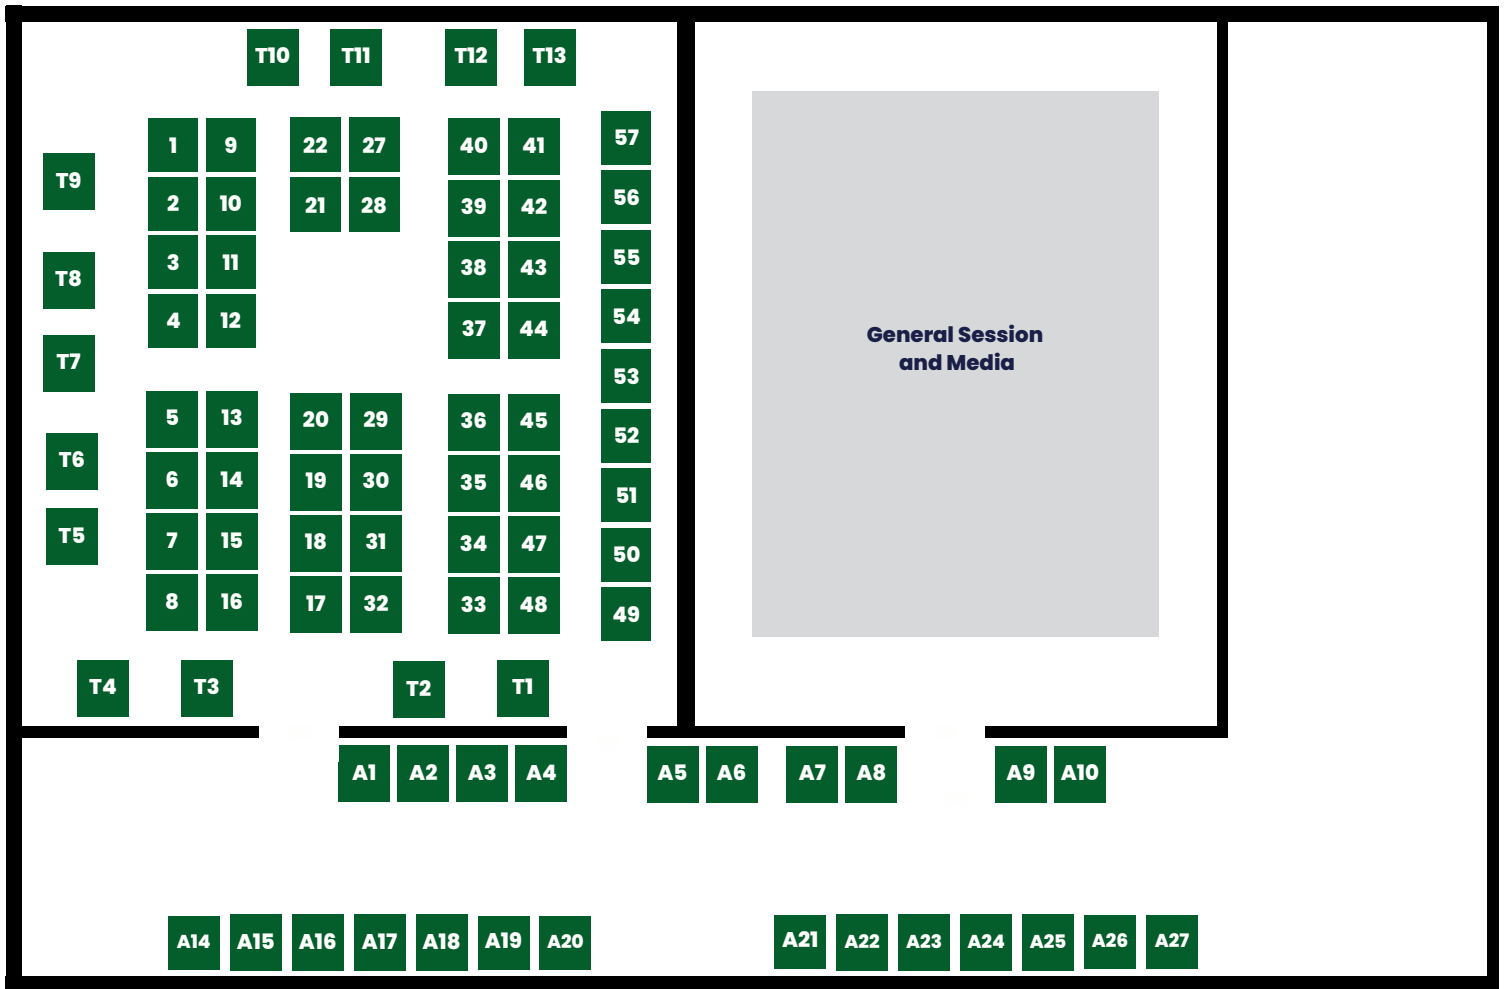 T10 T11 T12 T13
57
1 9 22 27 40 41
T9
56
2 10 21 28 39 42
55
3 11 38 43
T8
54
4 12 37 44
General Session
and Media
T7
53
5 13 20 29 36 45
52
T6
6 14 19 30 35 46
51
T5
7 15 18 31 34 47
50
8 16 17 32 33 48
49
T4 T3 T2 T1
A1 A2 A3 A4 A5 A6 A7 A8 A9 A10
A14 A15 A16 A17 A18 A19 A20 A21 A22 A23 A24 A25 A26 A27